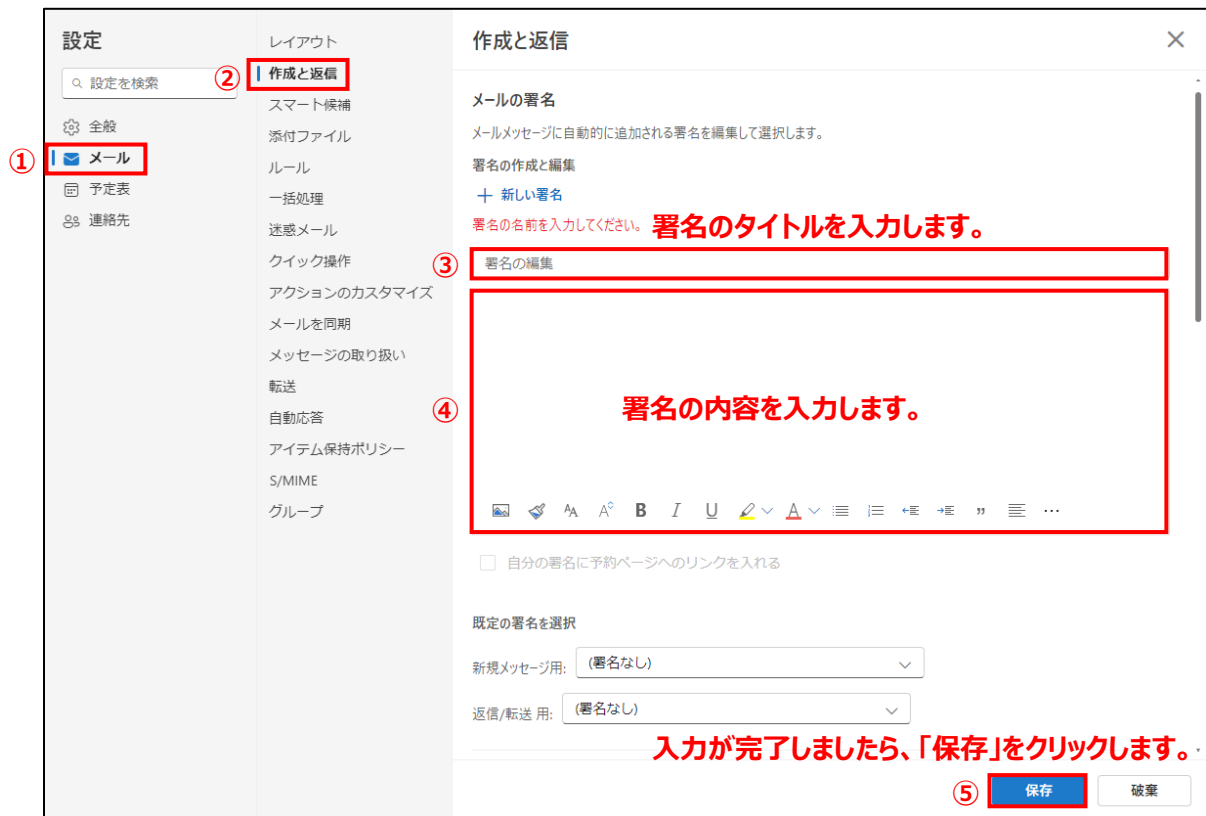 設定
設定を検索
全般
① メール
予定表
連絡先
レイアウト
② 作成と返信
スマート候補
添付ファイル
ルール
一括処理
迷惑メール
クイック操作
アクションのカスタマイズ
メールを同期
メッセージの取り扱い
転送
自動応答
アイテム保持ポリシー
S/MIME
グループ
作成と返信
メールの署名
メールメッセージに自動的に追加される署名を編集して選択します。
署名の作成と編集
新しい署名
署名の名前を入力してください。 署名のタイトルを入力します。
③ 署名の編集
④ 署名の内容を入力します。
自分の署名に予約ページへのリンクを入れる
既定の署名を選択
新規メッセージ用: (署名なし)
返信/転送 用: (署名なし)
入力が完了しましたら、「保存」をクリックします。
⑤ 保存 破棄